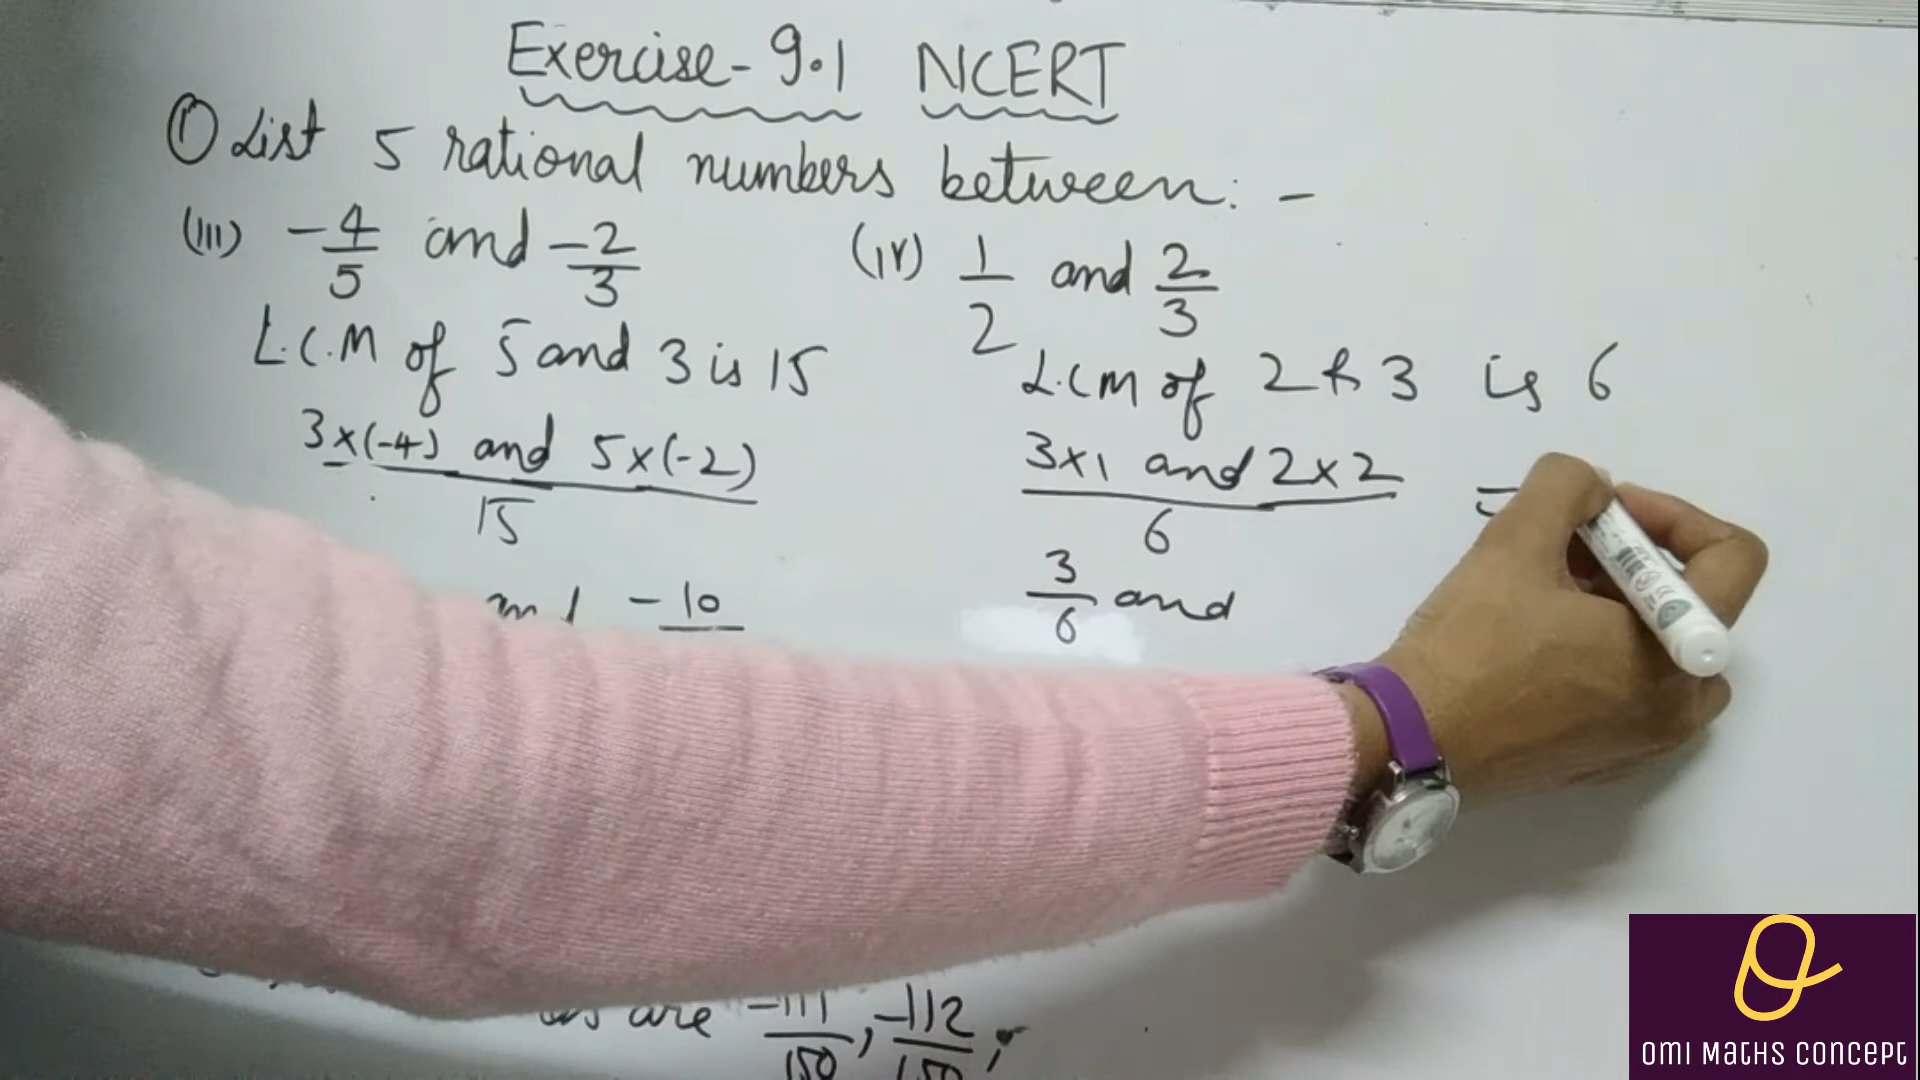 Exercise-9.1 NCERT
① List 5 rational numbers between:-
(iii) -4/5 and -2/3
L.C.M of 5 and 3 is 15
3×(-4) and 5×(-2)
15
and -10
(iv) 1/2 and 2/3
L.C.M of 2 & 3 is 6
3×1 and 2×2 =
6
3/6 and
are -111/150, -112/150,
OMI MATHS CONCEPT